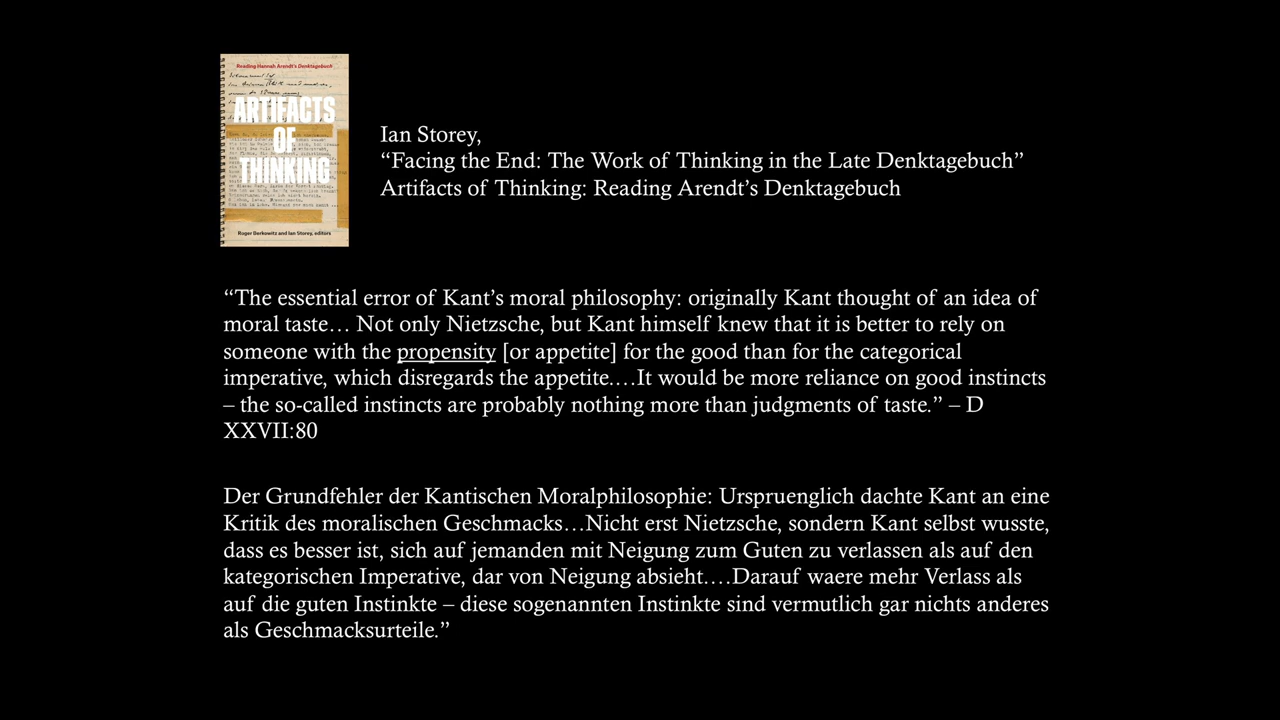 Reading Hannah Arendt's Denktagebuch
ARTIFACTS
OF
THINKING
Roger Berkowitz and Ian Storey, editors
Ian Storey,
“Facing the End: The Work of Thinking in the Late Denktagebuch”
Artifacts of Thinking: Reading Arendt’s Denktagebuch
“The essential error of Kant’s moral philosophy: originally Kant thought of an idea of
moral taste… Not only Nietzsche, but Kant himself knew that it is better to rely on
someone with the propensity [or appetite] for the good than for the categorical
imperative, which disregards the appetite.…It would be more reliance on good instincts
– the so-called instincts are probably nothing more than judgments of taste.” – D
XXVII:80
Der Grundfehler der Kantischen Moralphilosophie: Urspruenglich dachte Kant an eine
Kritik des moralischen Geschmacks…Nicht erst Nietzsche, sondern Kant selbst wusste,
dass es besser ist, sich auf jemanden mit Neigung zum Guten zu verlassen als auf den
kategorischen Imperative, dar von Neigung absieht.…Darauf waere mehr Verlass als
auf die guten Instinkte – diese sogenannten Instinkte sind vermutlich gar nichts anderes
als Geschmacksurteile.”